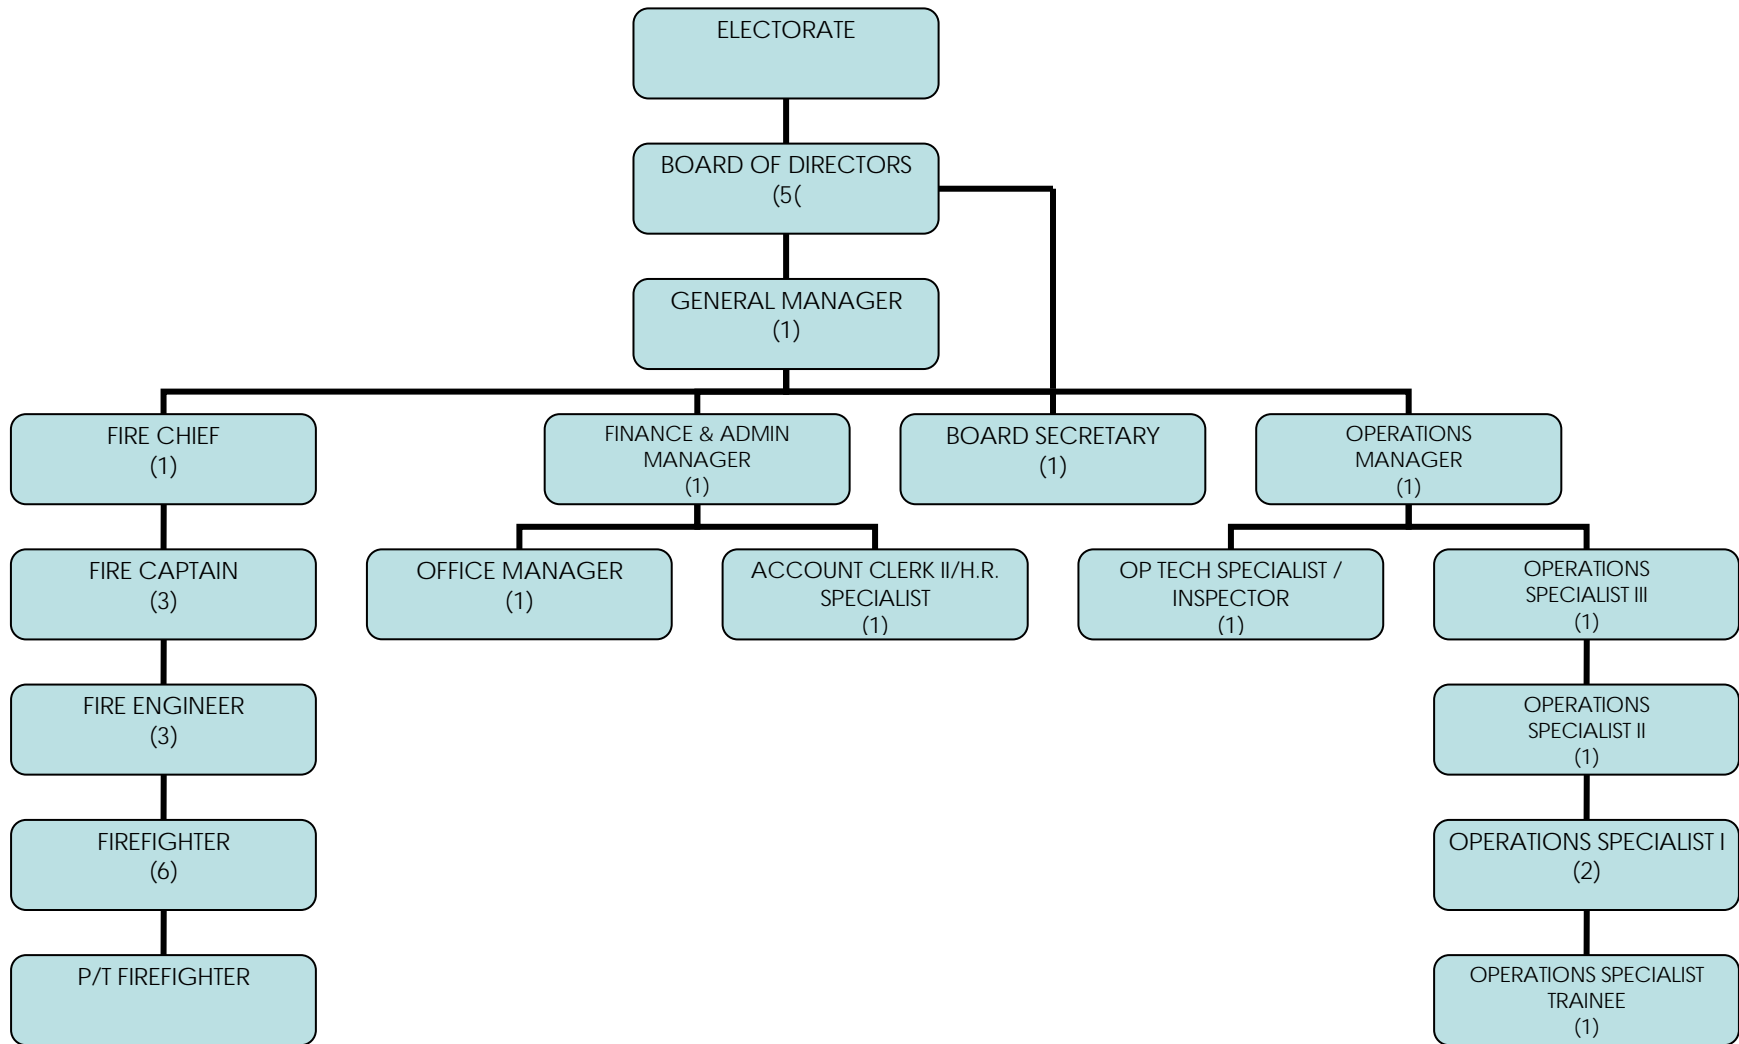 ELECTORATE
BOARD OF DIRECTORS
(5(
GENERAL MANAGER
(1)
FIRE CHIEF
(1)
FINANCE & ADMIN
MANAGER
(1)
BOARD SECRETARY
(1)
OPERATIONS
MANAGER
(1)
FIRE CAPTAIN
(3)
OFFICE MANAGER
(1)
ACCOUNT CLERK II/H.R.
SPECIALIST
(1)
OP TECH SPECIALIST /
INSPECTOR
(1)
OPERATIONS
SPECIALIST III
(1)
FIRE ENGINEER
(3)
OPERATIONS
SPECIALIST II
(1)
FIREFIGHTER
(6)
OPERATIONS SPECIALIST I
(2)
P/T FIREFIGHTER
OPERATIONS SPECIALIST
TRAINEE
(1)